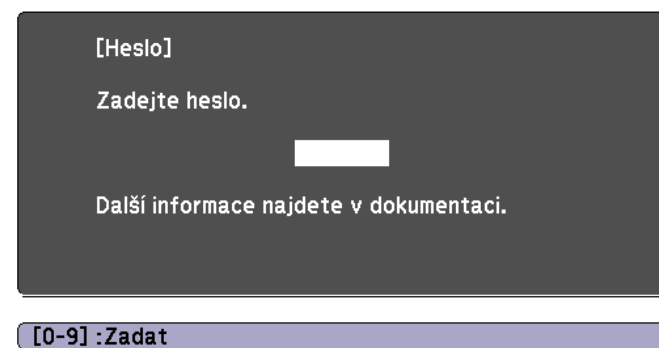 [Heslo]
Zadejte heslo.
Další informace najdete v dokumentaci.
[0-9]:Zadat